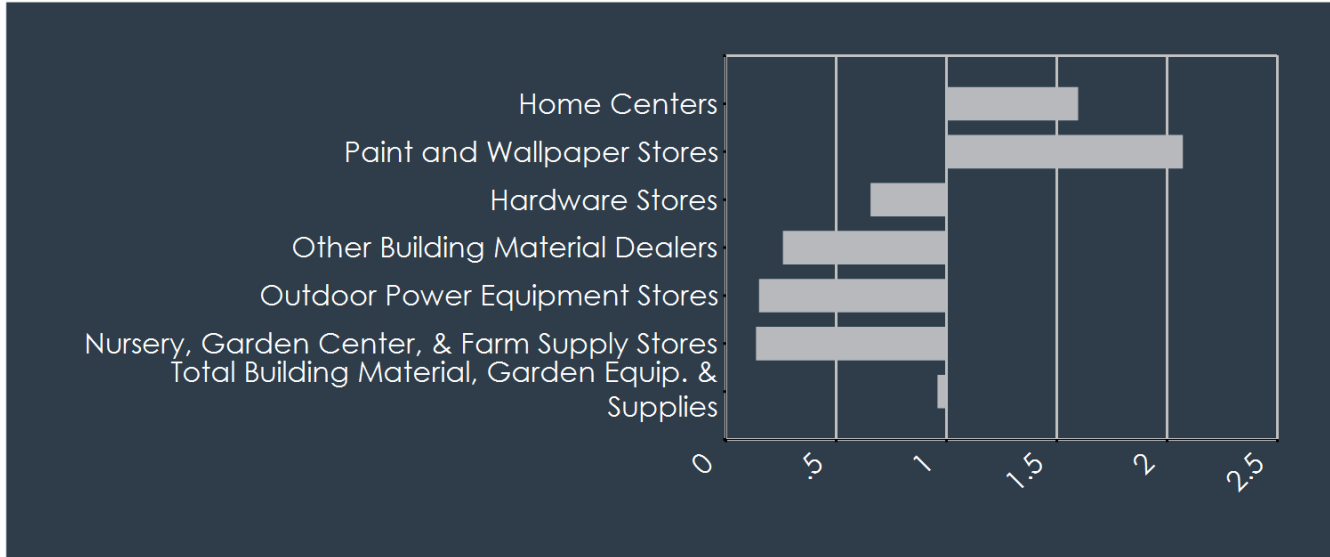 Home Centers
Paint and Wallpaper Stores
Hardware Stores
Other Building Material Dealers
Outdoor Power Equipment Stores
Nursery, Garden Center, & Farm Supply Stores
Total Building Material, Garden Equip. &
Supplies
0 .5 1 1.5 2 2.5